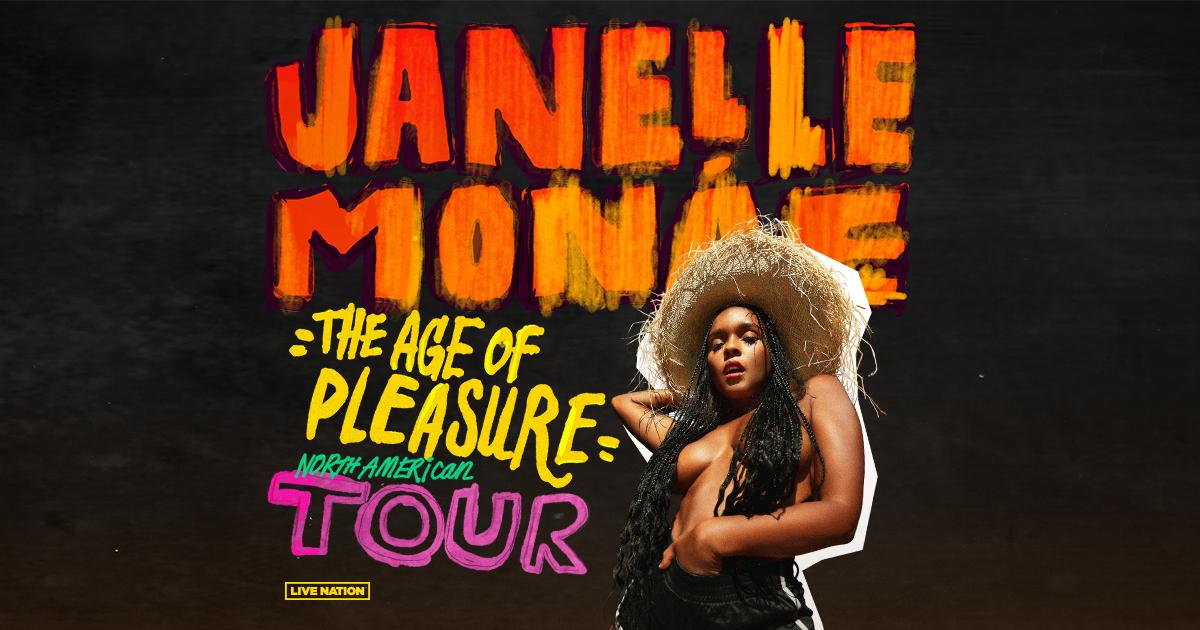 JANELLE
MONÁE
THE AGE OF
PLEASURE
NORTH AMERICAN
TOUR
LIVE NATION